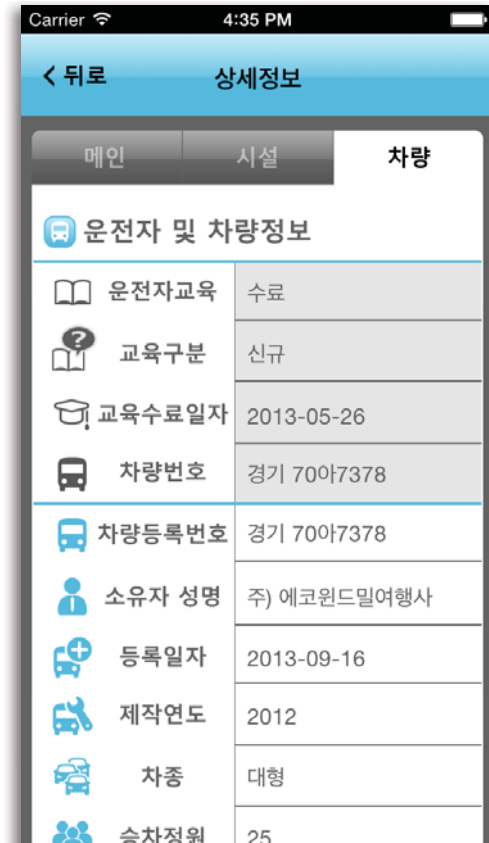 Carrier 4:35 PM
뒤로 상세정보
메인 시설 차량
운전자 및 차량정보
운전자교육 수료
? 교육구분 신규
교육수료일자 2013-05-26
차량번호 경기 70아7378
차량등록번호 경기 70아7378
소유자 성명 주) 에코윈드밀여행사
등록일자 2013-09-16
제작연도 2012
차종 대형
승차정원 25